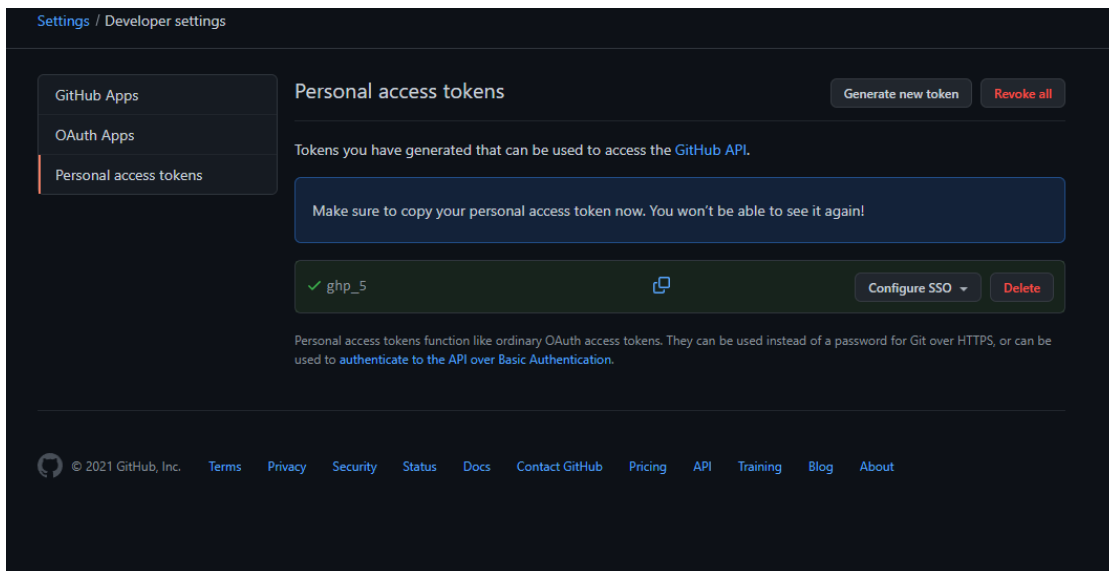 Settings / Developer settings
GitHub Apps
OAuth Apps
Personal access tokens
Personal access tokens
Generate new token
Revoke all
Tokens you have generated that can be used to access the GitHub API.
Make sure to copy your personal access token now. You won’t be able to see it again!
ghp_5
Configure SSO
Delete
Personal access tokens function like ordinary OAuth access tokens. They can be used instead of a password for Git over HTTPS, or can be
used to authenticate to the API over Basic Authentication.
© 2021 GitHub, Inc. Terms Privacy Security Status Docs Contact GitHub Pricing API Training Blog About